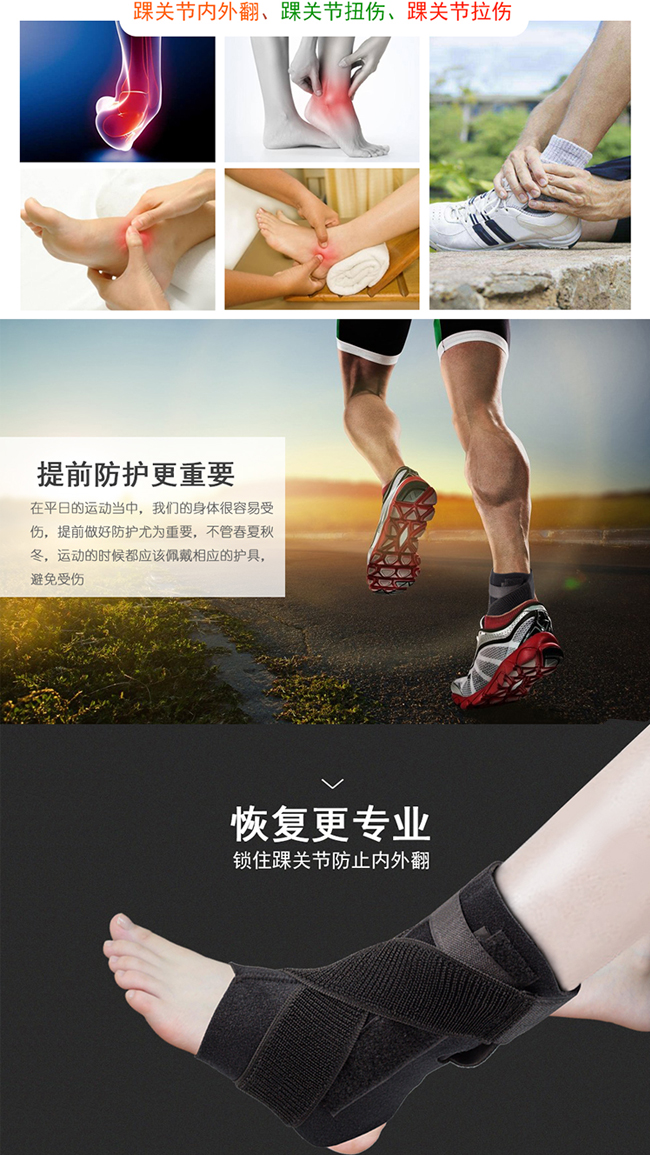 踝关节内外翻、踝关节扭伤、踝关节拉伤
提前防护更重要
在平日的运动当中，我们的身体很容易受
伤，提前做好防护尤为重要，不管春夏秋
冬，运动的时候都应该佩戴相应的护具，
避免受伤
恢复更专业
锁住踝关节防止内外翻